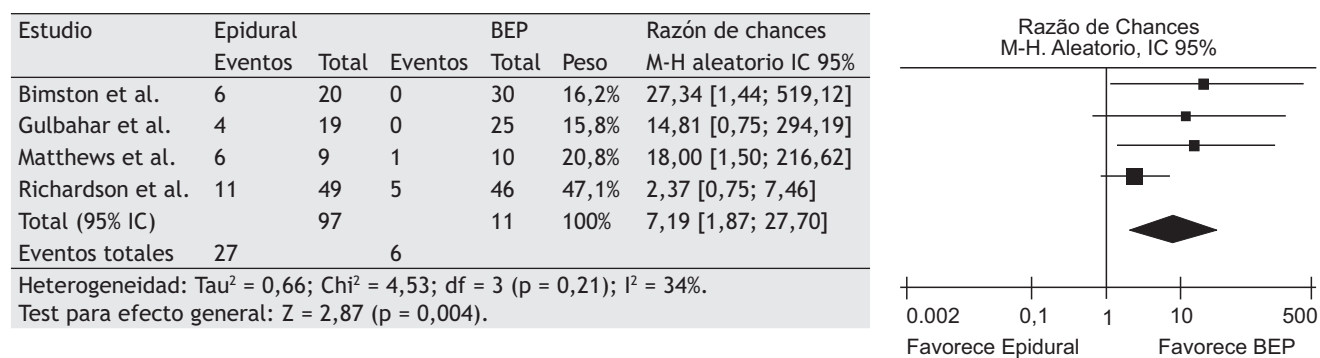 Estudio Epidural BEP Razón de chances
Eventos Total Eventos Total Peso M-H aleatorio IC 95%
Bimston et al. 6 20 0 30 16,2% 27,34 [1,44; 519,12]
Gulbahar et al. 4 19 0 25 15,8% 14,81 [0,75; 294,19]
Matthews et al. 6 9 1 10 20,8% 18,00 [1,50; 216,62]
Richardson et al. 11 49 5 46 47,1% 2,37 [0,75; 7,46]
Total (95% IC) 97 11 100% 7,19 [1,87; 27,70]
Eventos totales 27 6
Heterogeneidad: Tau² = 0,66; Chi² = 4,53; df = 3 (p = 0,21); I² = 34%.
Test para efecto general: Z = 2,87 (p = 0,004).
Razão de Chances
M-H. Aleatorio, IC 95%
0.002 0,1 1 10 500
Favorece Epidural Favorece BEP